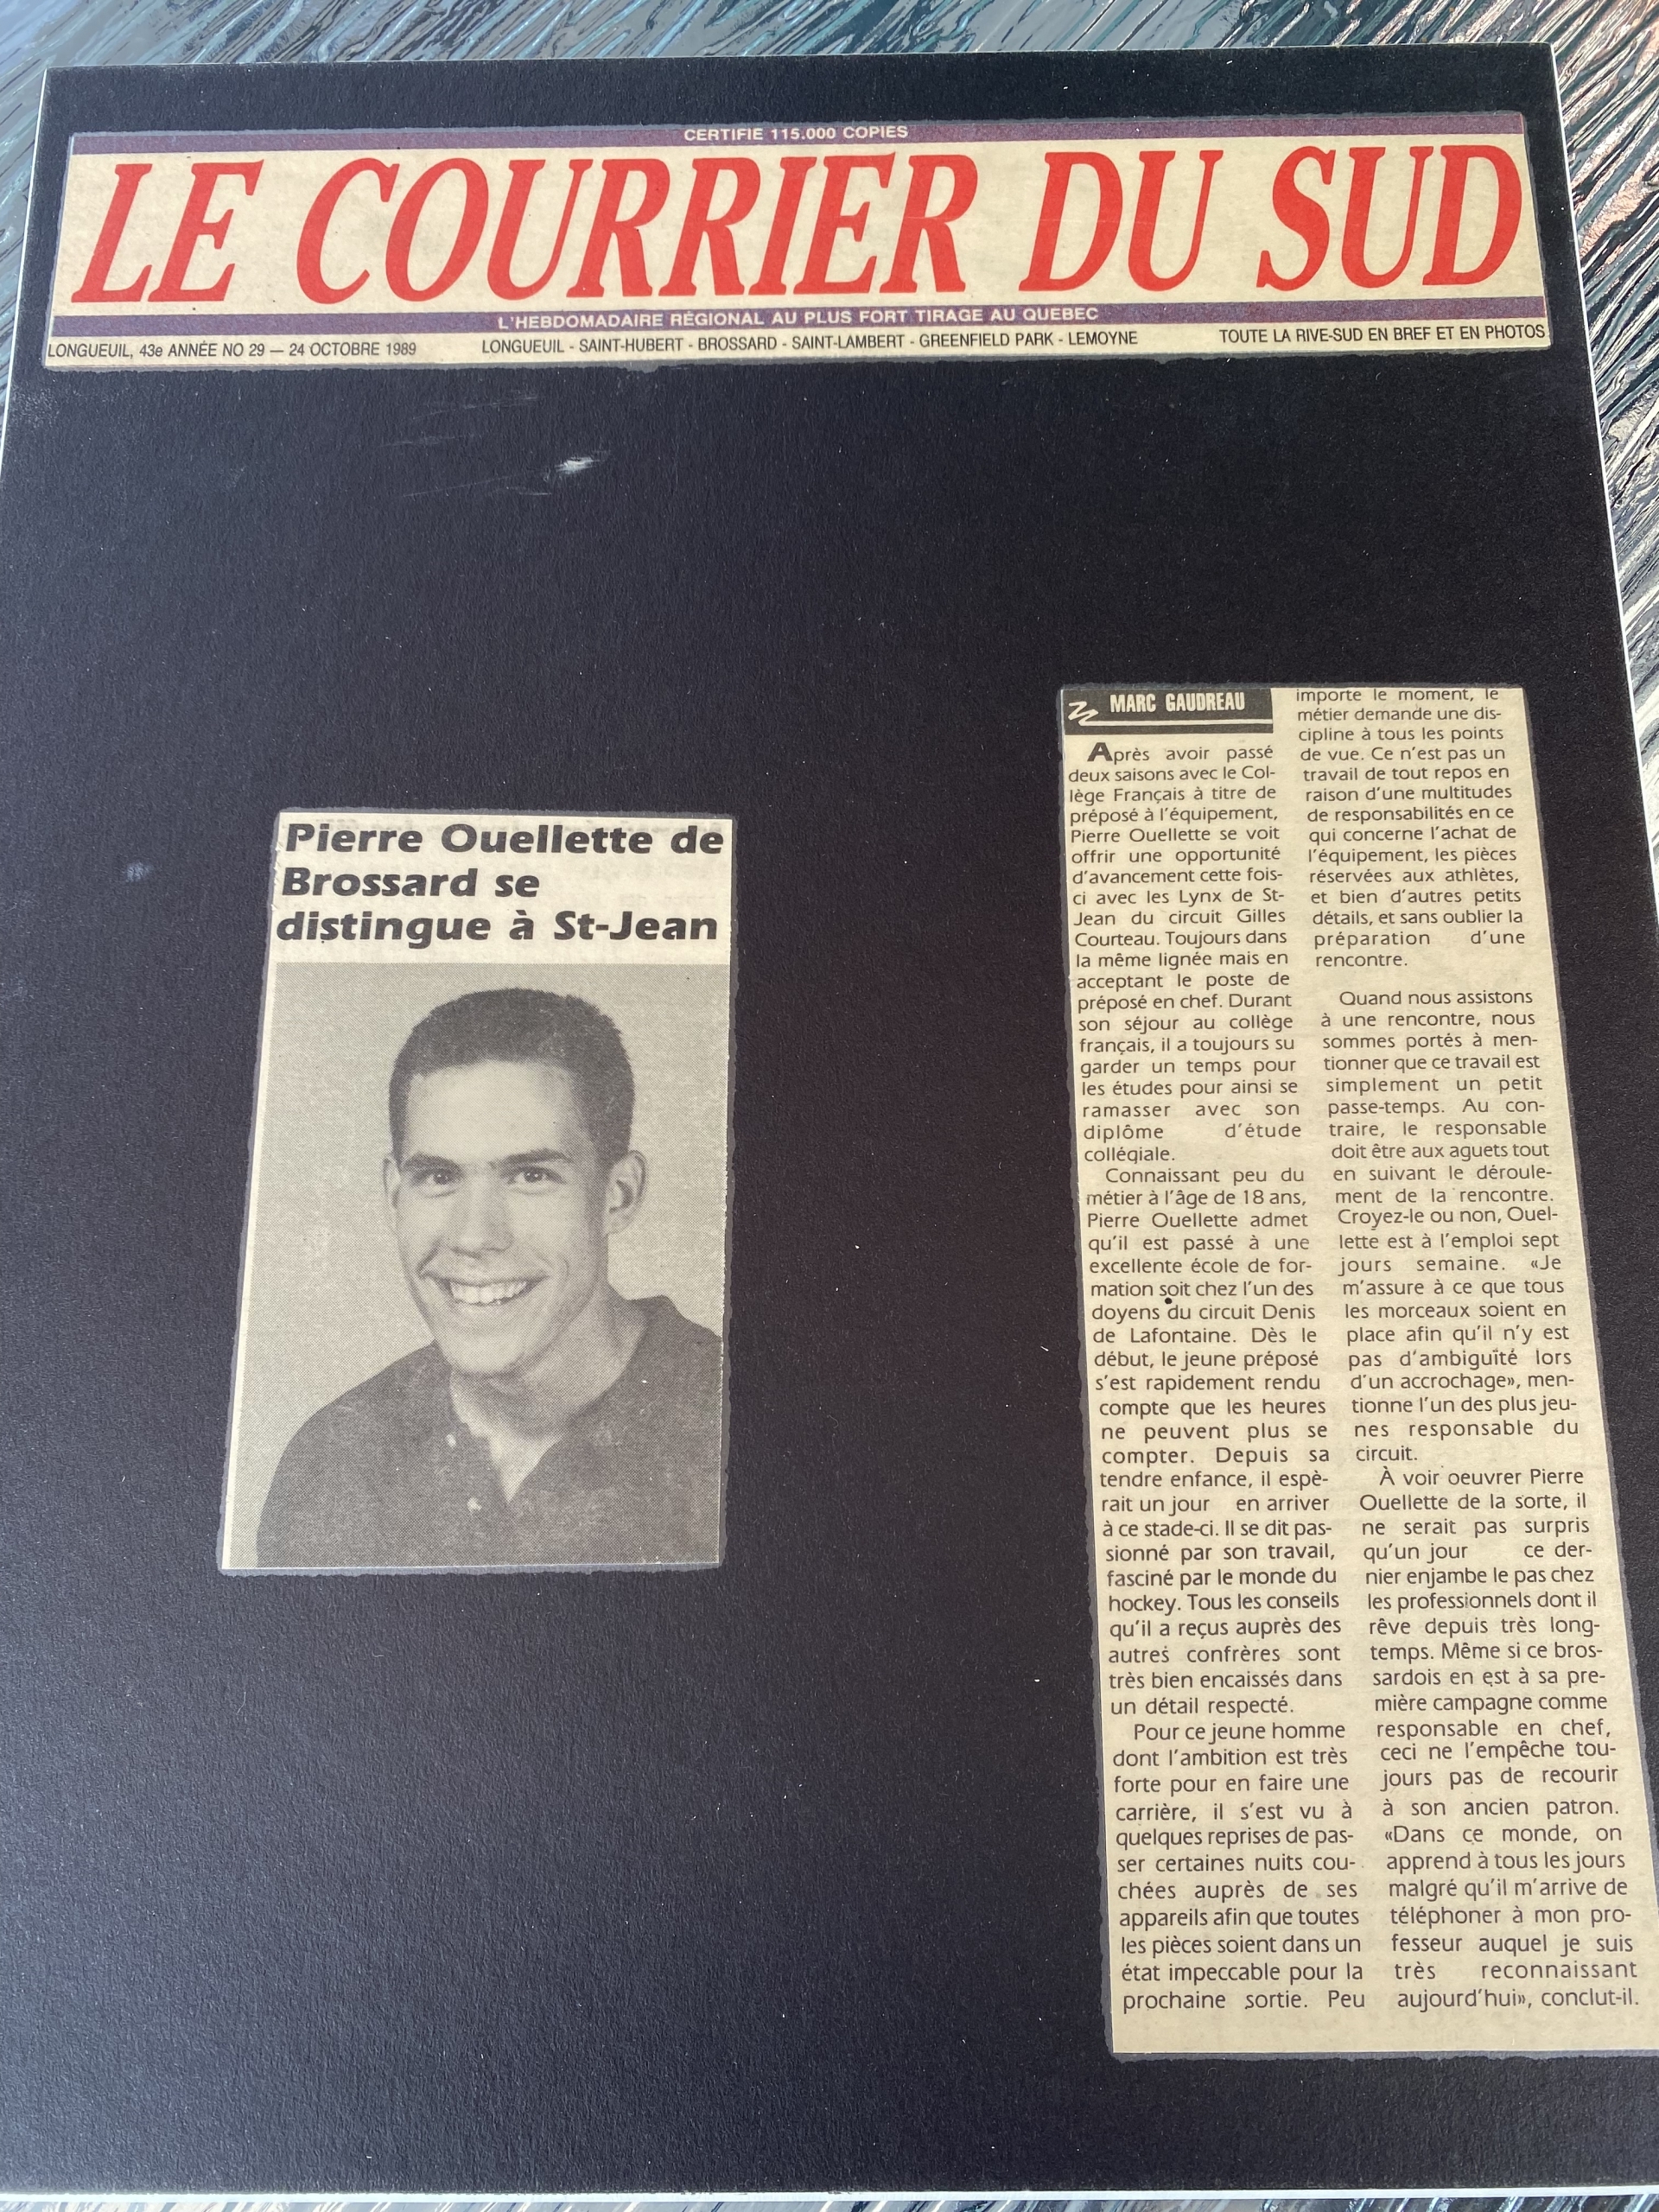 CERTIFIE 115.000 COPIES
LE COURRIER DU SUD
L'HEBDOMADAIRE RÉGIONAL AU PLUS FORT TIRAGE AU QUEBEC
LONGUEUIL, 43e ANNÉE NO 29 — 24 OCTOBRE 1989
LONGUEUIL - SAINT-HUBERT - BROSSARD - SAINT-LAMBERT - GREENFIELD PARK - LEMOYNE
TOUTE LA RIVE-SUD EN BREF ET EN PHOTOS
Pierre Ouellette de
Brossard se
distingue à St-Jean
MARC GAUDREAU
Après avoir passé
deux saisons avec le Col-
lège Français à titre de
préposé à l'équipement,
Pierre Ouellette se voit
offrir une opportunité
d'avancement cette fois-
ci avec les Lynx de St-
Jean du circuit Gilles
Courteau. Toujours dans
la même lignée mais en
acceptant le poste de
préposé en chef. Durant
son séjour au collège
français, il a toujours su
garder un temps pour
les études pour ainsi se
ramasser avec son
diplôme d'étude
collégiale.
Connaissant peu du
métier à l'âge de 18 ans,
Pierre Ouellette admet
qu'il est passé à une
excellente école de for-
mation soit chez l'un des
doyens du circuit Denis
de Lafontaine. Dès le
début, le jeune préposé
s'est rapidement rendu
compte que les heures
ne peuvent plus se
compter. Depuis sa
tendre enfance, il espè-
rait un jour en arriver
à ce stade-ci. Il se dit pas-
sionné par son travail,
fasciné par le monde du
hockey. Tous les conseils
qu'il a reçus auprès des
autres confrères sont
très bien encaissés dans
un détail respecté.
Pour ce jeune homme
dont l'ambition est très
forte pour en faire une
carrière, il s'est vu à
quelques reprises de pas-
ser certaines nuits cou-
chées auprès de ses
appareils afin que toutes
les pièces soient dans un
état impeccable pour la
prochaine sortie. Peu
importe le moment, le
métier demande une dis-
cipline à tous les points
de vue. Ce n'est pas un
travail de tout repos en
raison d'une multitudes
de responsabilités en ce
qui concerne l'achat de
l'équipement, les pièces
réservées aux athlètes,
et bien d'autres petits
détails, et sans oublier la
préparation d'une
rencontre.
Quand nous assistons
à une rencontre, nous
sommes portés à men-
tionner que ce travail est
simplement un petit
passe-temps. Au con-
traire, le responsable
doit être aux aguets tout
en suivant le déroule-
ment de la rencontre.
Croyez-le ou non, Ouel-
lette est à l'emploi sept
jours semaine. «Je
m'assure à ce que tous
les morceaux soient en
place afin qu'il n'y est
pas d'ambiguïté lors
d'un accrochage», men-
tionne l'un des plus jeu-
nes responsable du
circuit.
À voir oeuvrer Pierre
Ouellette de la sorte, il
ne serait pas surpris
qu'un jour ce der-
nier enjambe le pas chez
les professionnels dont il
rêve depuis très long-
temps. Même si ce bros-
sardois en est à sa pre-
mière campagne comme
responsable en chef,
ceci ne l'empêche tou-
jours pas de recourir
à son ancien patron.
«Dans ce monde, on
apprend à tous les jours
malgré qu'il m'arrive de
téléphoner à mon pro-
fesseur auquel je suis
très reconnaissant
aujourd'hui», conclut-il.